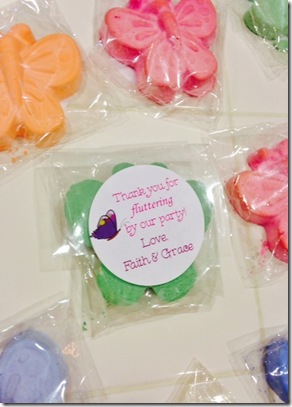 Thank you for
fluttering
by our party!
Love,
Faith & Grace